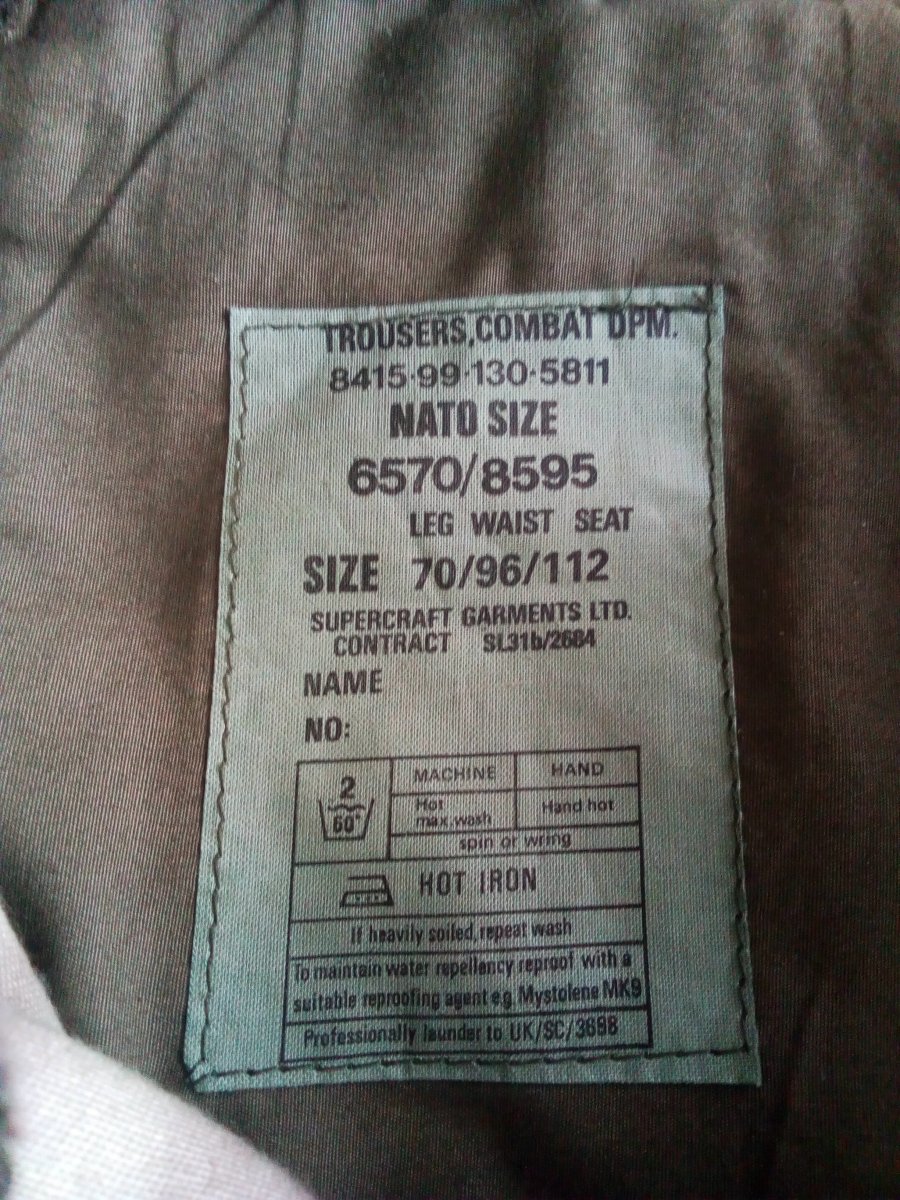 TROUSERS,COMBAT DPM.
8415-99-130-5811
NATO SIZE
6570/8595
LEG WAIST SEAT
SIZE 70/96/112
SUPERCRAFT GARMENTS LTD.
CONTRACT SL31b/2684
NAME
NO:
2 MACHINE HAND
60° Hot max.wash Hand hot
spin or wring
HOT IRON
If heavily soiled, repeat wash
To maintain water repellancy reproof with a
suitable reproofing agent e.g. Mystolene MK9
Professionally launder to UK/SC/3698